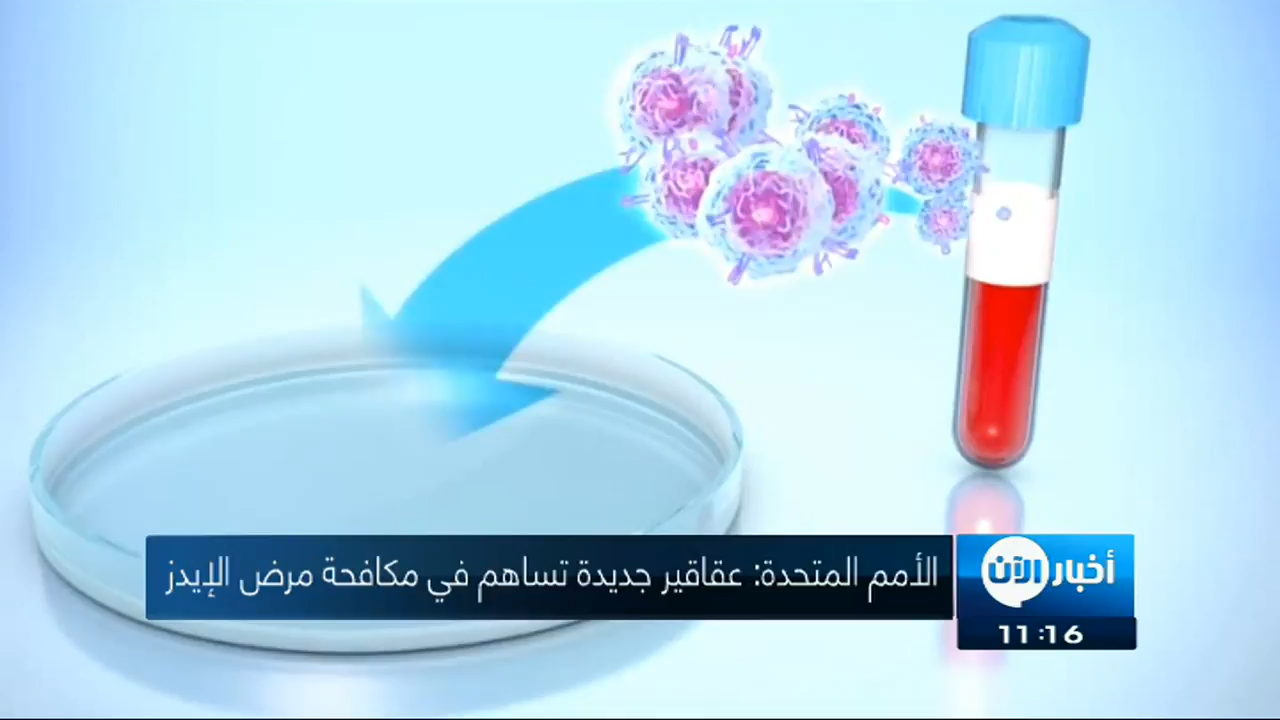 الأمم المتحدة: عقاقير جديدة تساهم في مكافحة مرض الإيدز
أخبار الآن
11:16